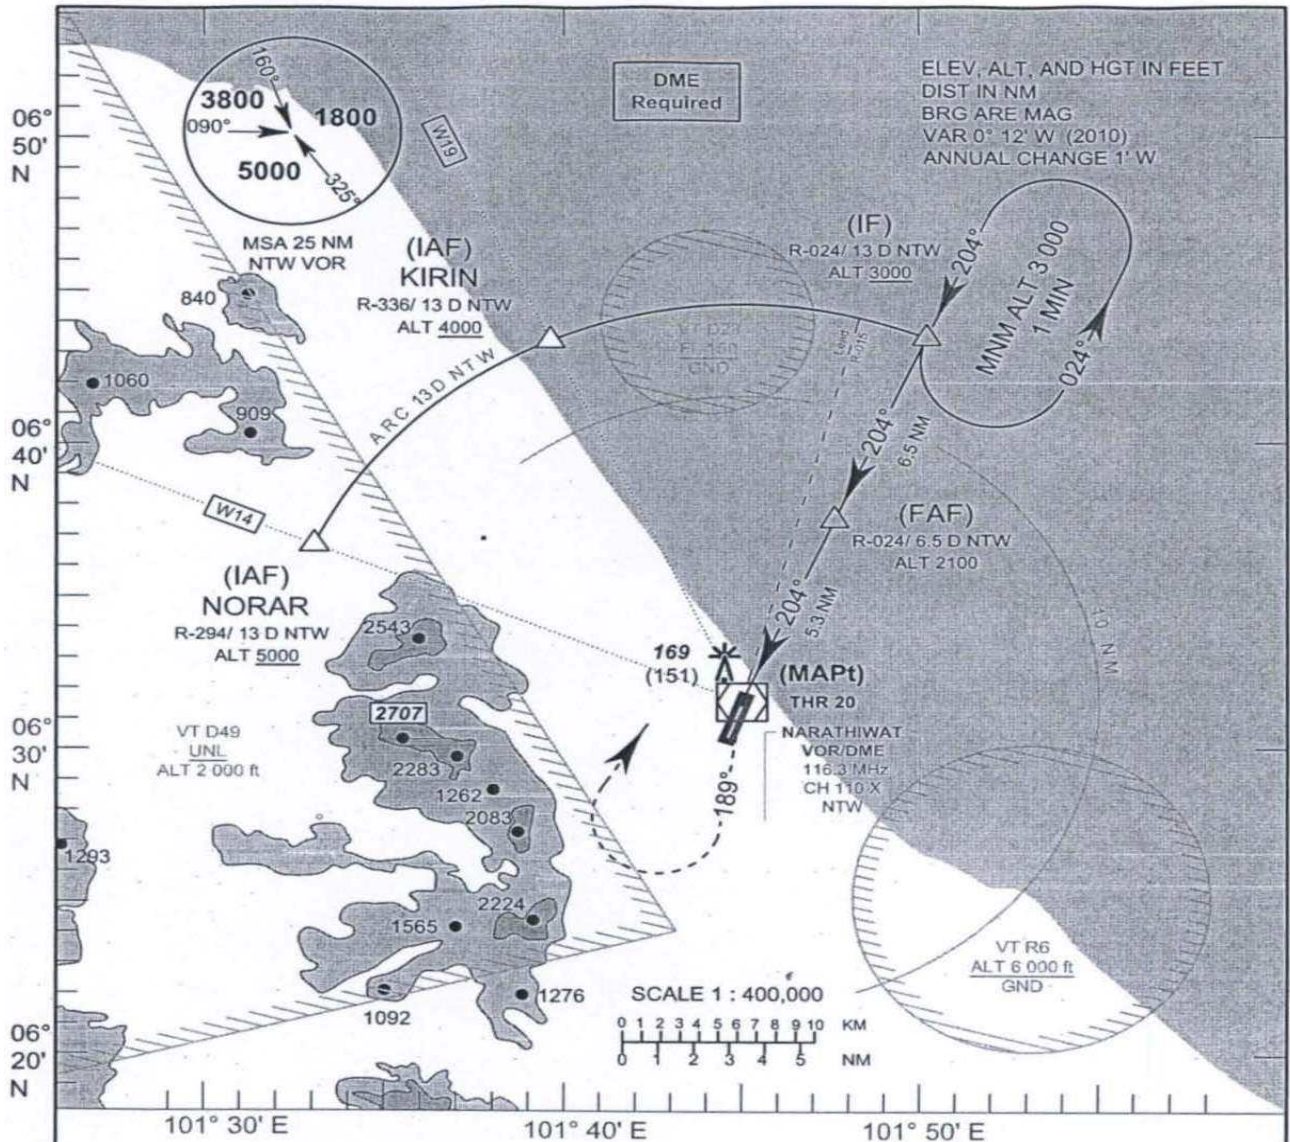 ELEV, ALT, AND HGT IN FEET
DIST IN NM
BRG ARE MAG
VAR 0° 12' W (2010)
ANNUAL CHANGE 1' W
DME
Required
160°
3800
1800
090°
5000
325°
MSA 25 NM
NTW VOR
W19
06°
50'
N
(IAF)
KIRIN
R-336/ 13 D NTW
ALT 4000
(IF)
R-024/ 13 D NTW
ALT 3000
204°
MNM ALT 3 000
1 MIN
024°
840
1060
909
ARC 13 D NTW
GND
Lead
R-015
204°
6.5 NM
06°
40'
N
W14
(FAF)
R-024/ 6.5 D NTW
ALT 2100
(IAF)
NORAR
R-294/ 13 D NTW
ALT 5000
204°
5.3 NM
10 NM
2543
169
(151)
(MAPt)
THR 20
NARATHIWAT
VOR/DME
116.3 MHz
CH 110 X
NTW
2707
06°
30'
N
VT D49
UNL
ALT 2 000 ft
2283
1262
2083
189°
1293
2224
1565
VT R6
ALT 6 000 ft
GND
1092
1276
SCALE 1 : 400,000
0 1 2 3 4 5 6 7 8 9 10 KM
0 1 2 3 4 5 NM
06°
20'
N
101° 30' E
101° 40' E
101° 50' E